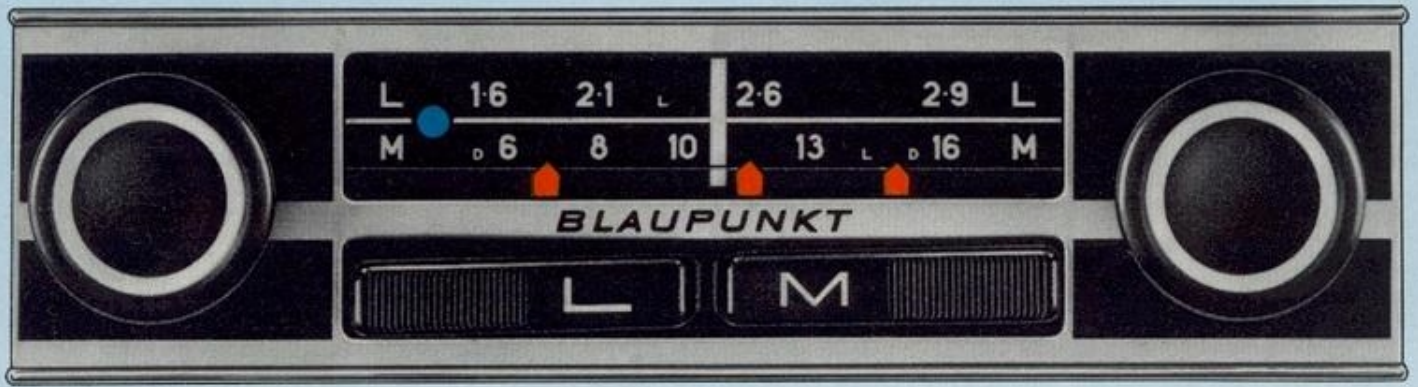 L 1·6 2·1 L 2·6 2·9 L
M D 6 8 10 13 L D 16 M
BLAUPUNKT
L M